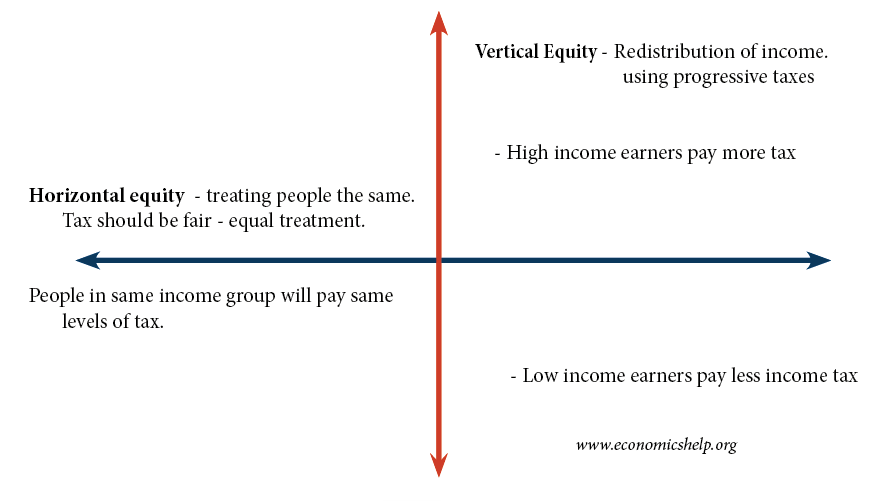 Vertical Equity - Redistribution of income.
using progressive taxes
- High income earners pay more tax
Horizontal equity - treating people the same.
Tax should be fair - equal treatment.
People in same income group will pay same
levels of tax.
- Low income earners pay less income tax
www.economicshelp.org